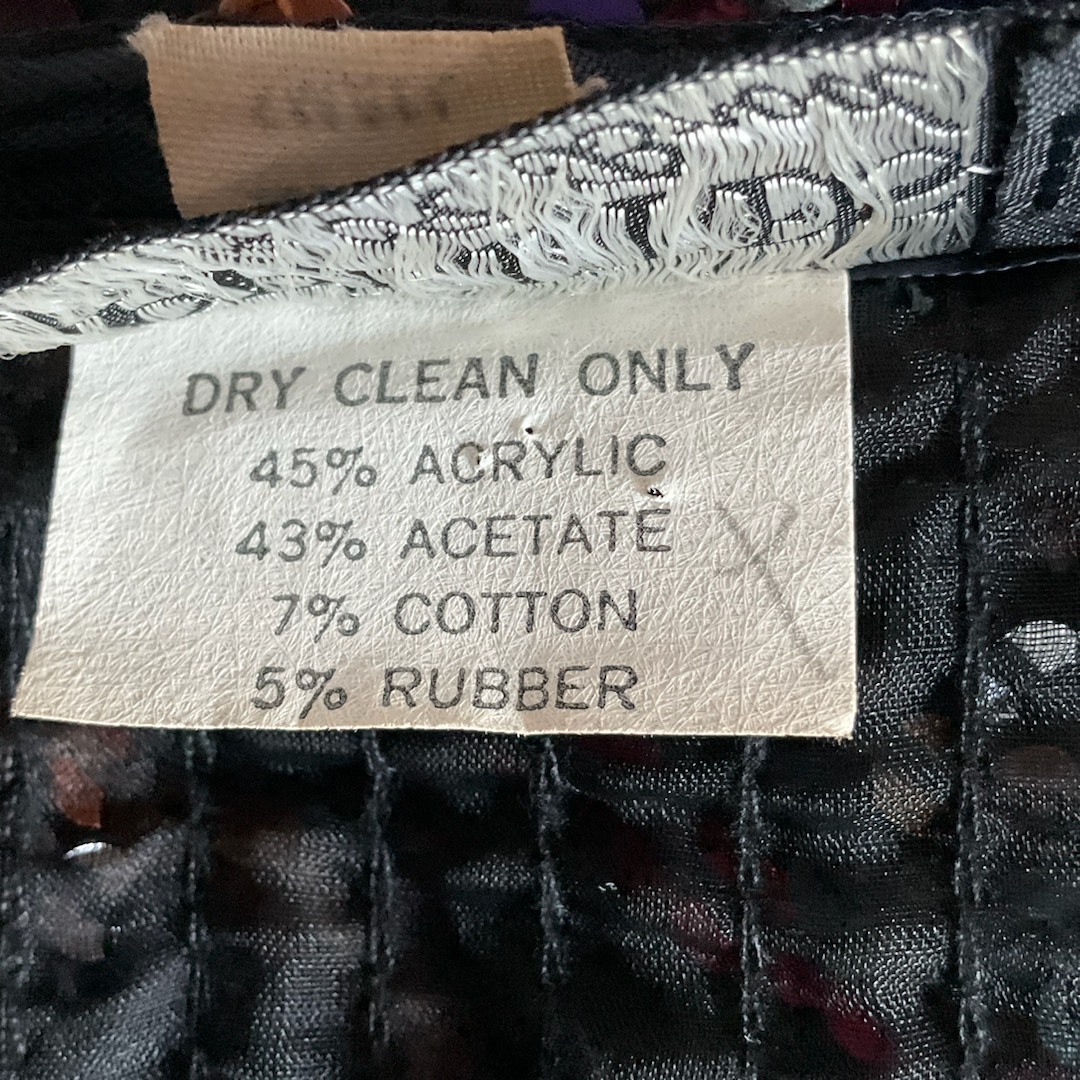 DRY CLEAN ONLY
45% ACRYLIC
43% ACETATE
7% COTTON
5% RUBBER